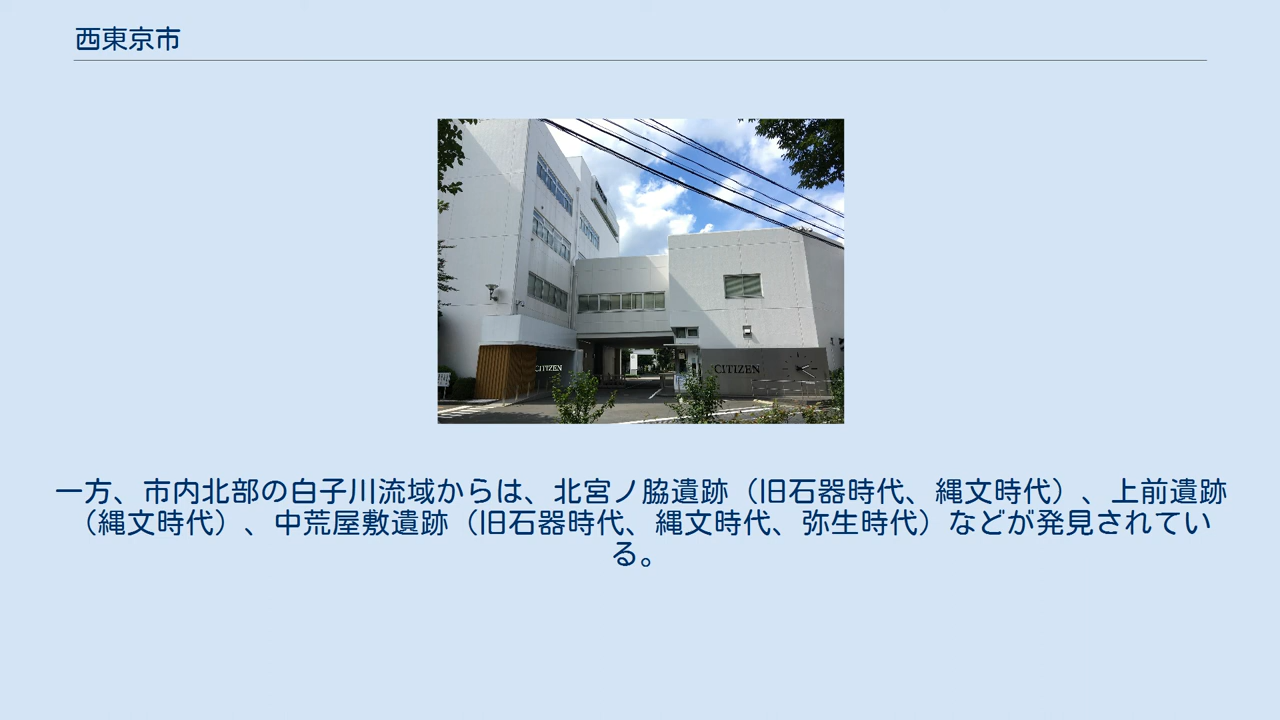 西東京市
CITIZEN
CITIZEN
一方、市内北部の白子川流域からは、北宮ノ脇遺跡（旧石器時代、縄文時代）、上前遺跡
（縄文時代）、中荒屋敷遺跡（旧石器時代、縄文時代、弥生時代）などが発見されてい
る。